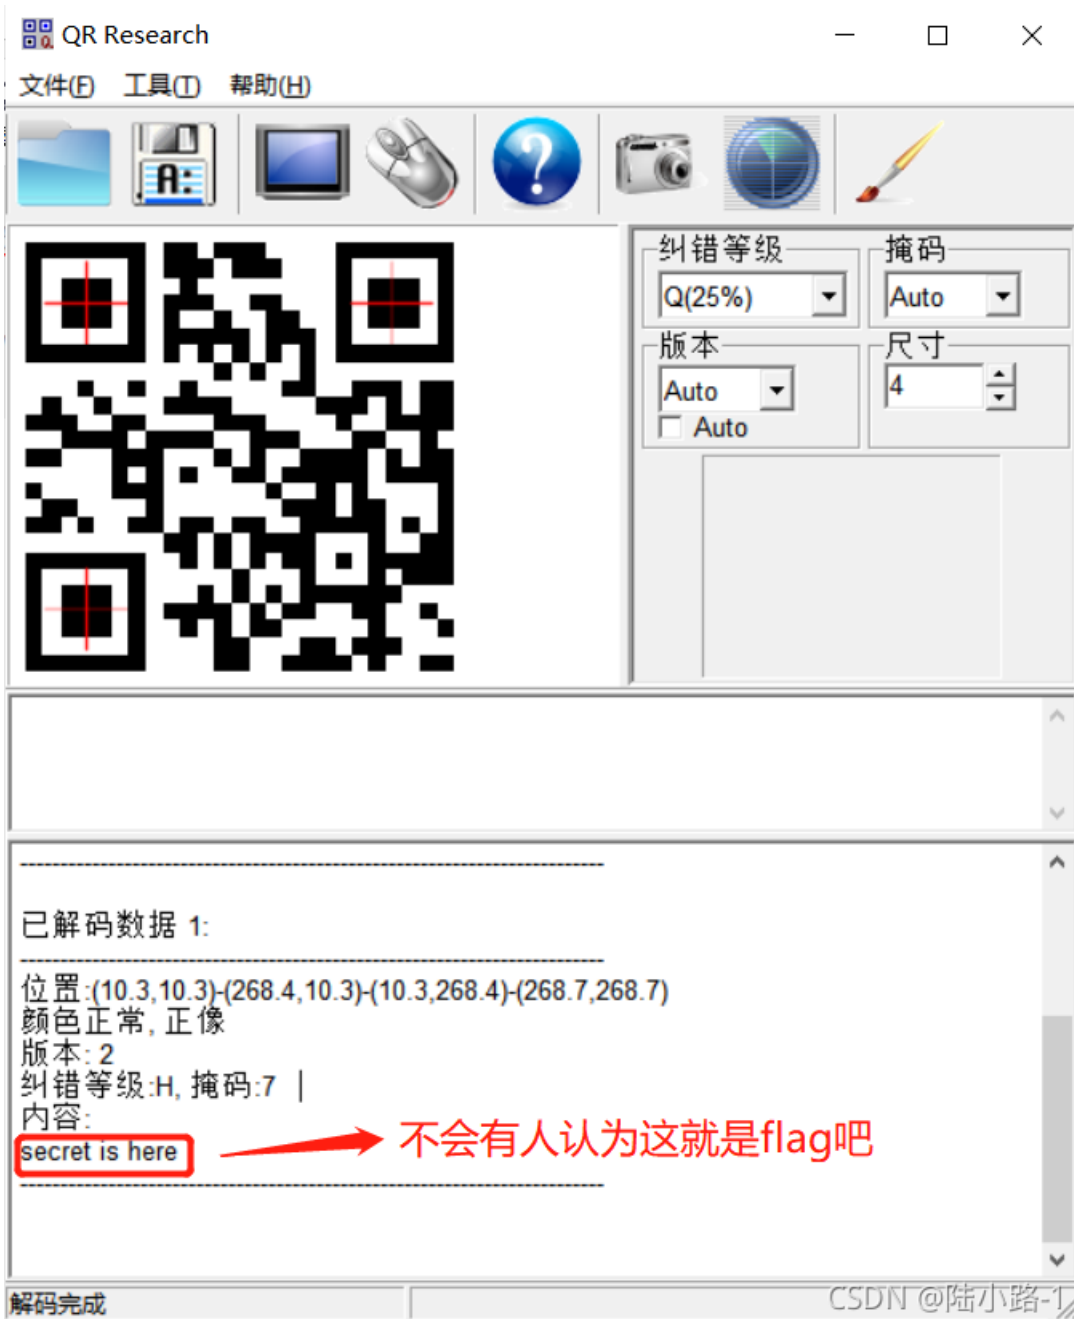 QR Research
文件(F) 工具(T) 帮助(H)
A:
纠错等级 掩码
Q(25%) Auto
版本 尺寸
Auto 4
Auto
已解码数据 1:
位置:(10.3,10.3)-(268.4,10.3)-(10.3,268.4)-(268.7,268.7)
颜色正常, 正像
版本: 2
纠错等级:H, 掩码:7
内容:
secret is here 不会有人认为这就是flag吧
解码完成
CSDN @陆小路-1